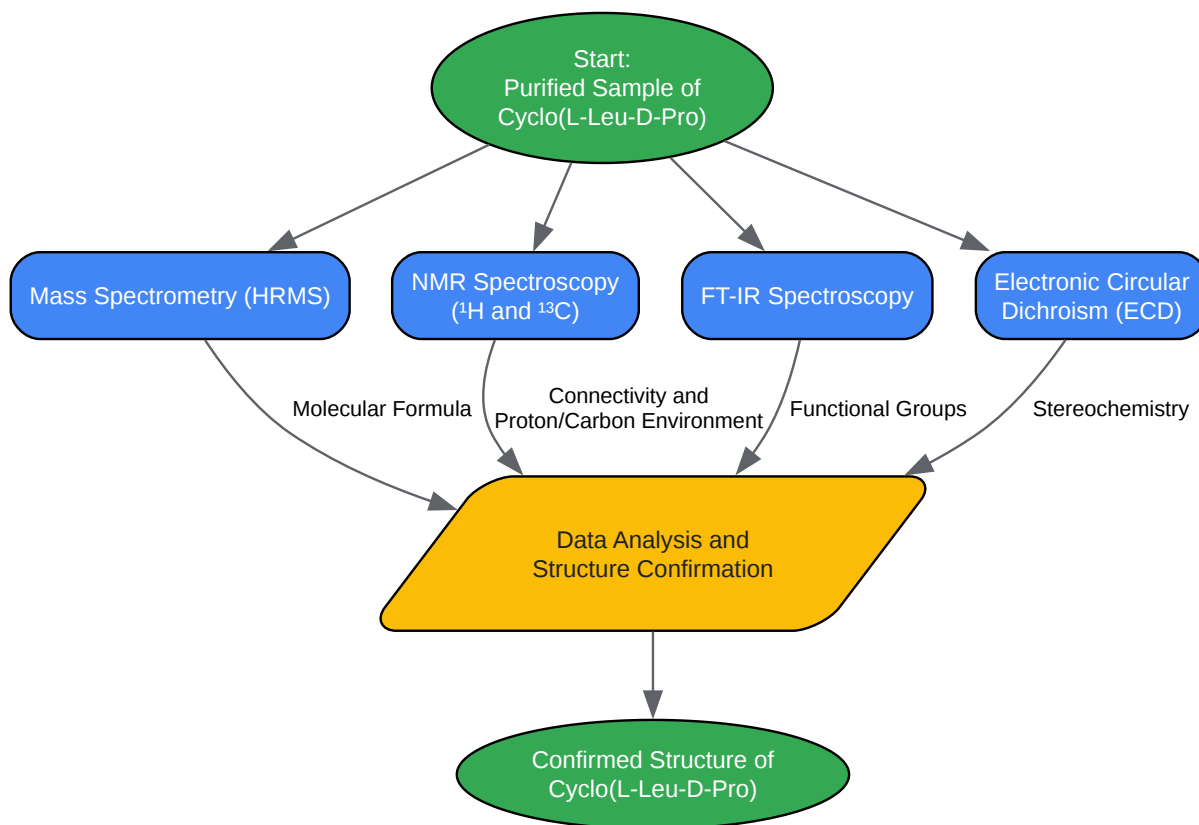 Start:
Purified Sample of
Cyclo(L-Leu-D-Pro)
Mass Spectrometry (HRMS)
NMR Spectroscopy
(¹H and ¹³C)
FT-IR Spectroscopy
Electronic Circular
Dichroism (ECD)
Molecular Formula
Connectivity and
Proton/Carbon Environment
Functional Groups
Stereochemistry
Data Analysis and
Structure Confirmation
Confirmed Structure of
Cyclo(L-Leu-D-Pro)